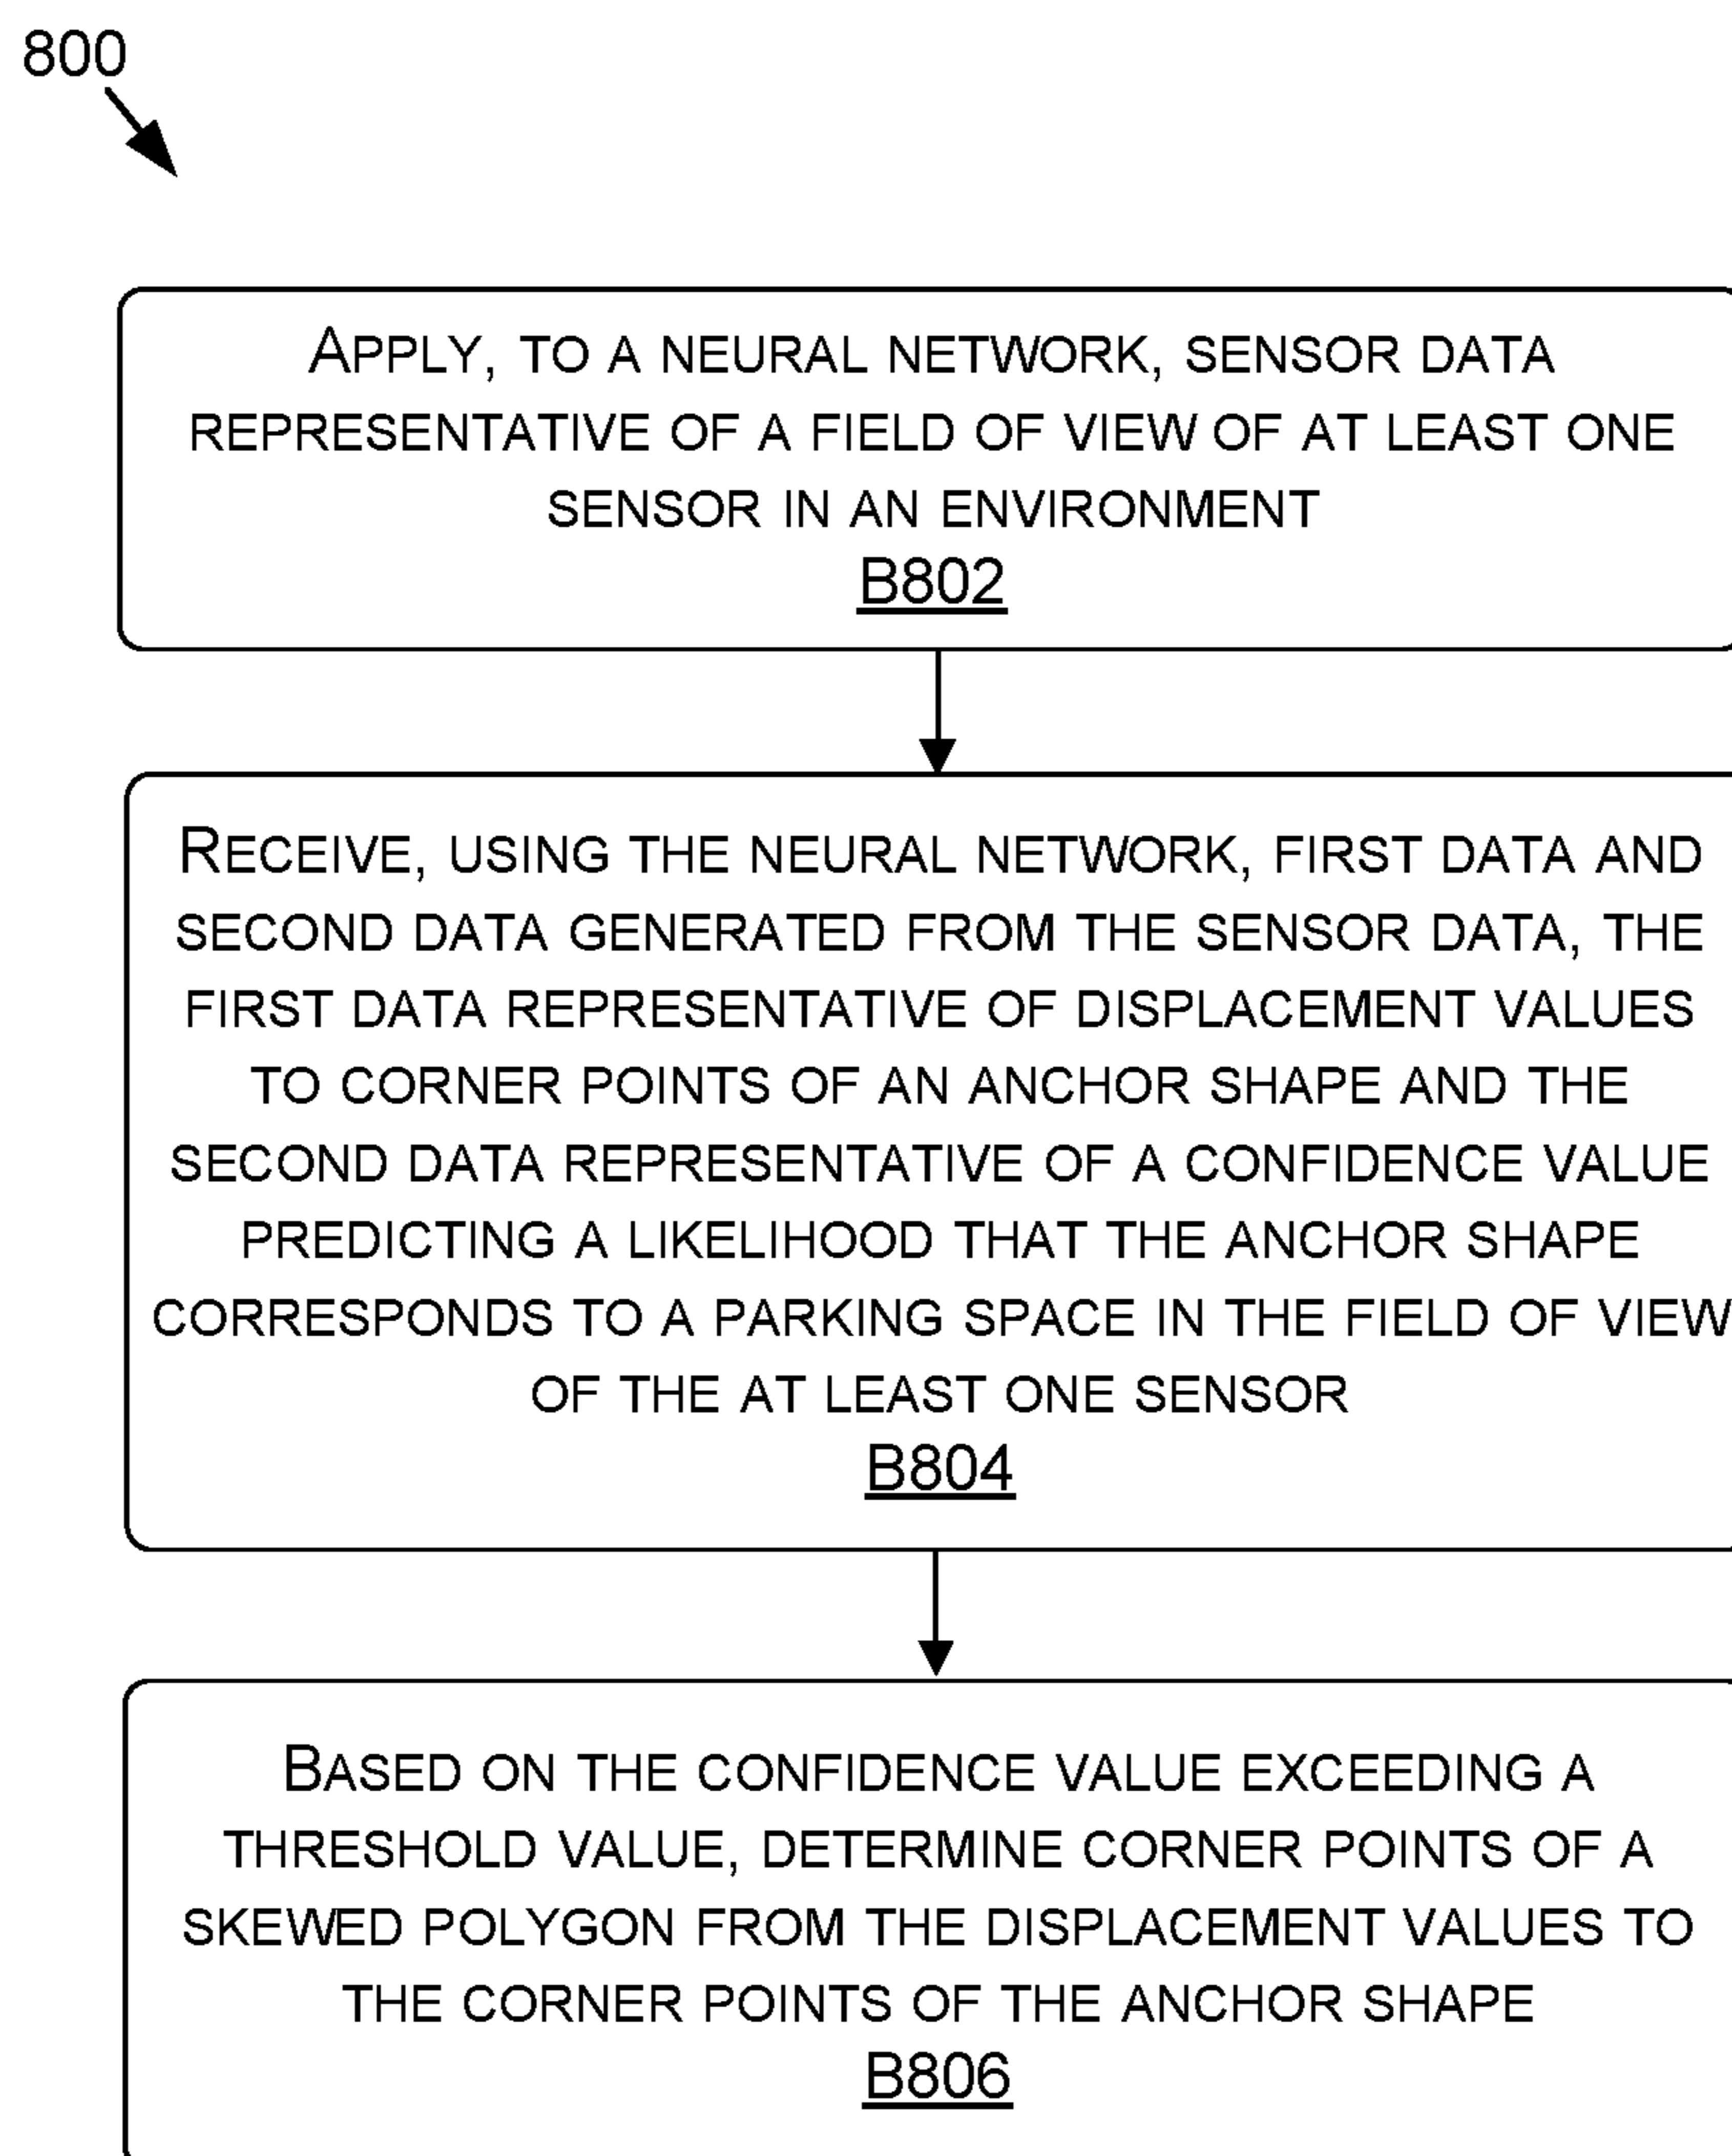 800
APPLY, TO A NEURAL NETWORK, SENSOR DATA
REPRESENTATIVE OF A FIELD OF VIEW OF AT LEAST ONE
SENSOR IN AN ENVIRONMENT
B802
RECEIVE, USING THE NEURAL NETWORK, FIRST DATA AND
SECOND DATA GENERATED FROM THE SENSOR DATA, THE
FIRST DATA REPRESENTATIVE OF DISPLACEMENT VALUES
TO CORNER POINTS OF AN ANCHOR SHAPE AND THE
SECOND DATA REPRESENTATIVE OF A CONFIDENCE VALUE
PREDICTING A LIKELIHOOD THAT THE ANCHOR SHAPE
CORRESPONDS TO A PARKING SPACE IN THE FIELD OF VIEW
OF THE AT LEAST ONE SENSOR
B804
BASED ON THE CONFIDENCE VALUE EXCEEDING A
THRESHOLD VALUE, DETERMINE CORNER POINTS OF A
SKEWED POLYGON FROM THE DISPLACEMENT VALUES TO
THE CORNER POINTS OF THE ANCHOR SHAPE
B806